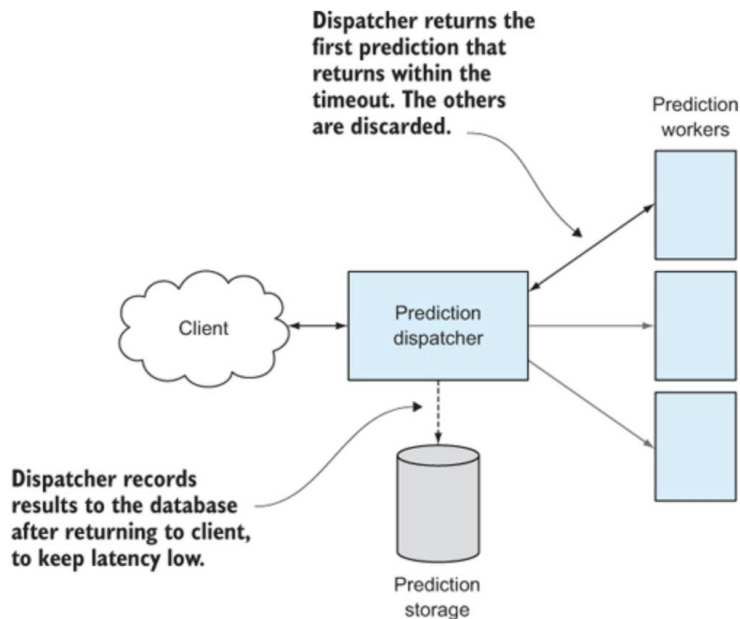 Dispatcher returns the
first prediction that
returns within the
timeout. The others
are discarded.
Prediction
workers
Client
Prediction
dispatcher
Dispatcher records
results to the database
after returning to client,
to keep latency low.
Prediction
storage